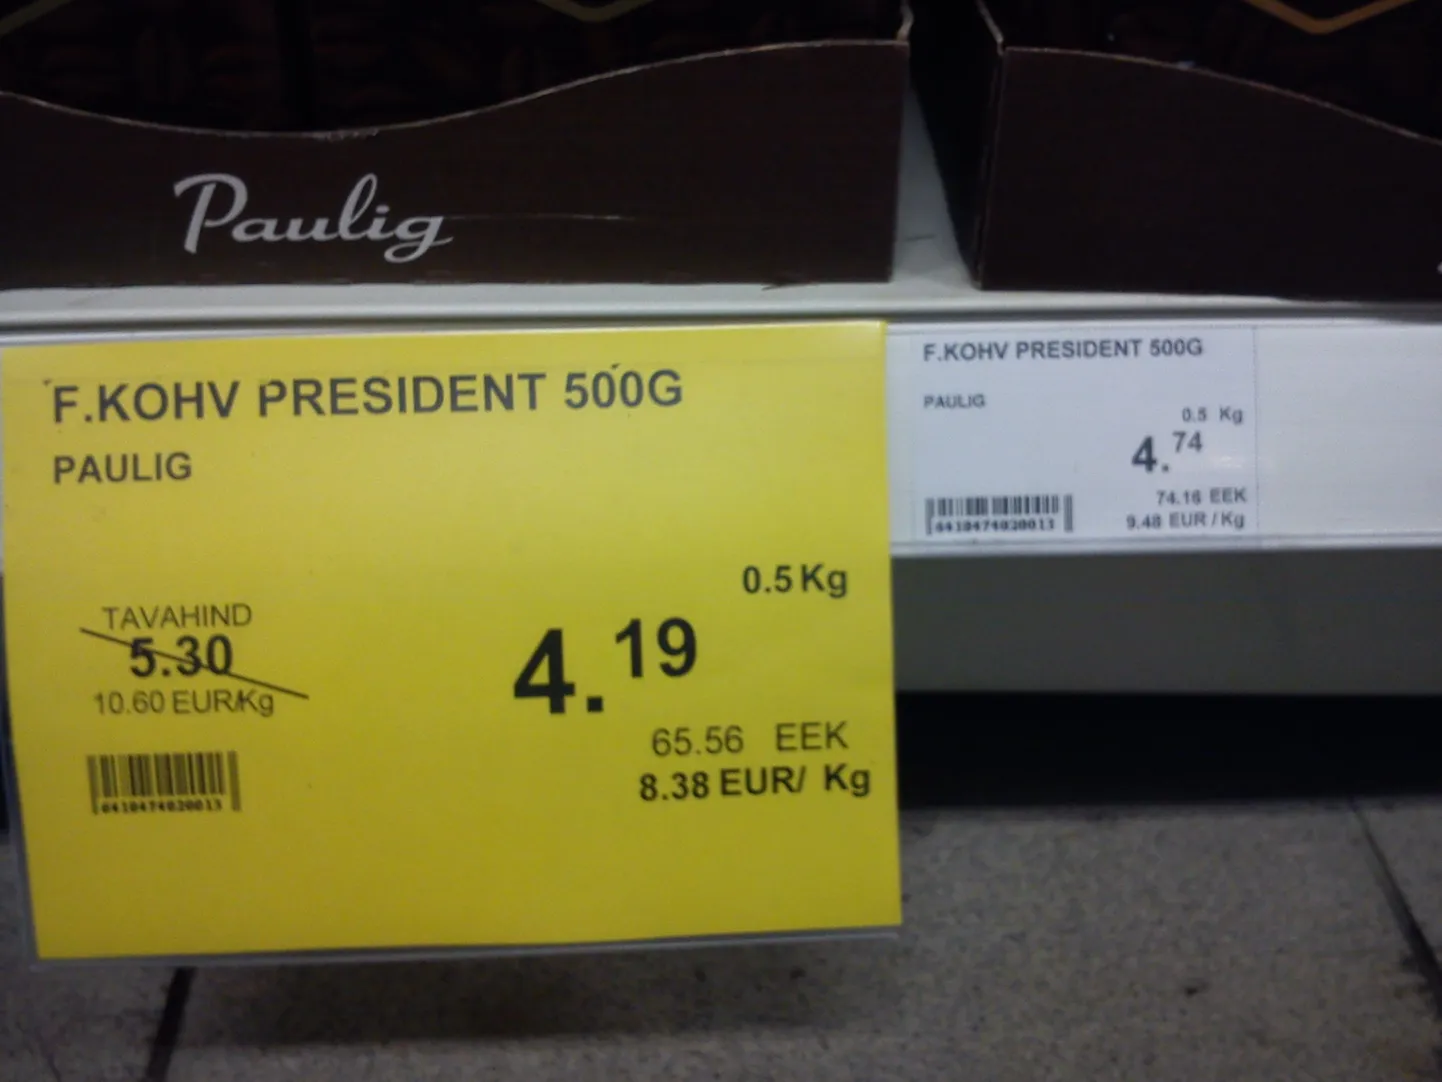 Paulig
F.KOHV PRESIDENT 500G
PAULIG
0.5 Kg
TAVAHIND
5.30
10.60 EUR/Kg
4.19
65.56 EEK
8.38 EUR/ Kg
6410474020013
F.KOHV PRESIDENT 500G
PAULIG
0.5 Kg
4.74
74.16 EEK
9.48 EUR/Kg
6410474020013